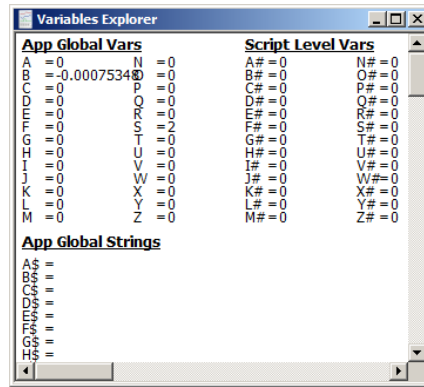 Variables Explorer
App Global Vars Script Level Vars
A =0 N =0 A# =0 N# =0
B =-0.00075348 O =0 B# =0 O# =0
C =0 P =0 C# =0 P# =0
D =0 Q =0 D# =0 Q# =0
E =0 R =0 E# =0 R# =0
F =0 S =2 F# =0 S# =0
G =0 T =0 G# =0 T# =0
H =0 U =0 H# =0 U# =0
I =0 V =0 I# =0 V# =0
J =0 W =0 J# =0 W#=0
K =0 X =0 K# =0 X# =0
L =0 Y =0 L# =0 Y# =0
M =0 Z =0 M# =0 Z# =0
App Global Strings
A$ =
B$ =
C$ =
D$ =
E$ =
F$ =
G$ =
H$ =